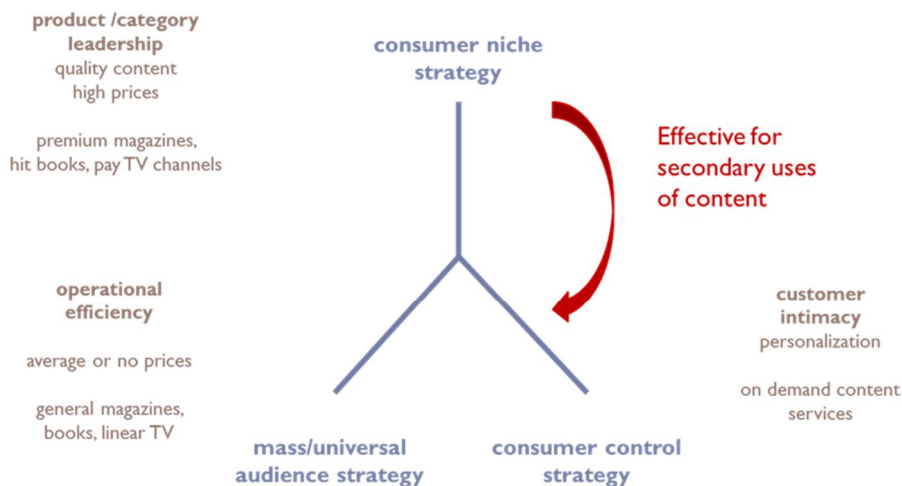 product /category
leadership
quality content
high prices
premium magazines,
hit books, pay TV channels
consumer niche
strategy
Effective for
secondary uses
of content
operational
efficiency
average or no prices
general magazines,
books, linear TV
customer
intimacy
personalization
on demand content
services
mass/universal
audience strategy
consumer control
strategy